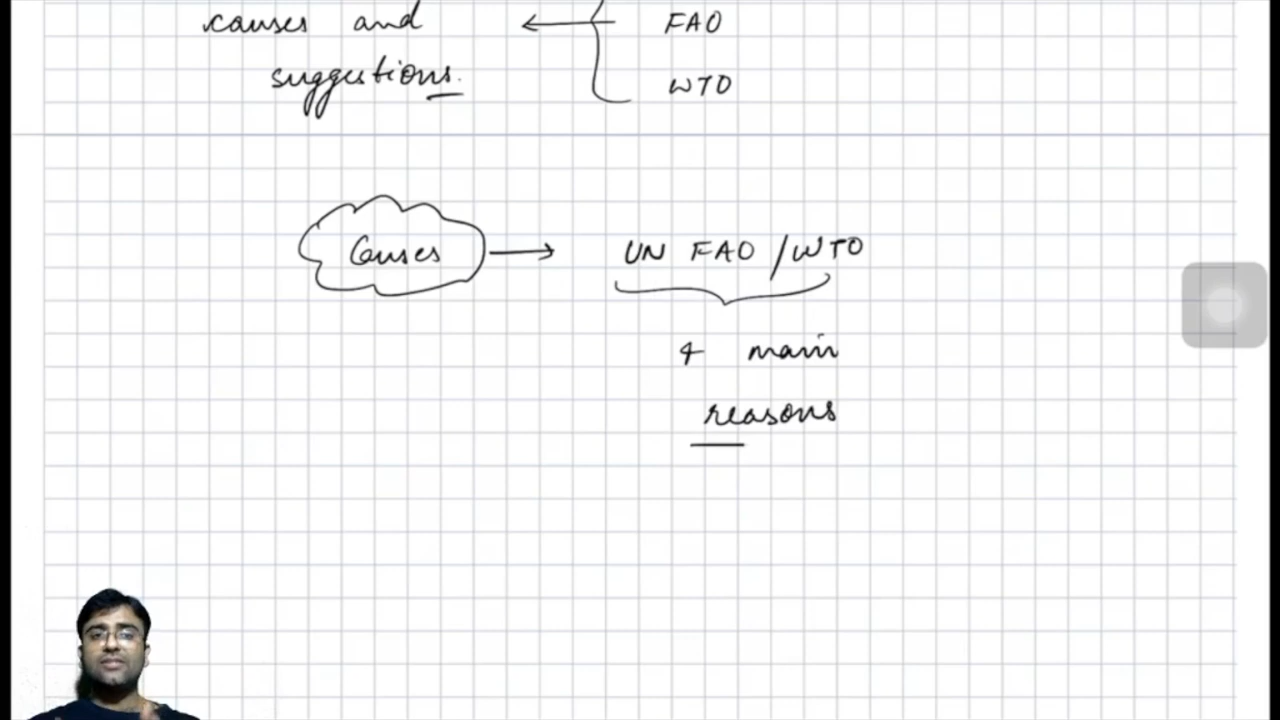 causes and ← FAO
suggestions. WTO
Causes → UN FAO / WTO
4 main
reasons